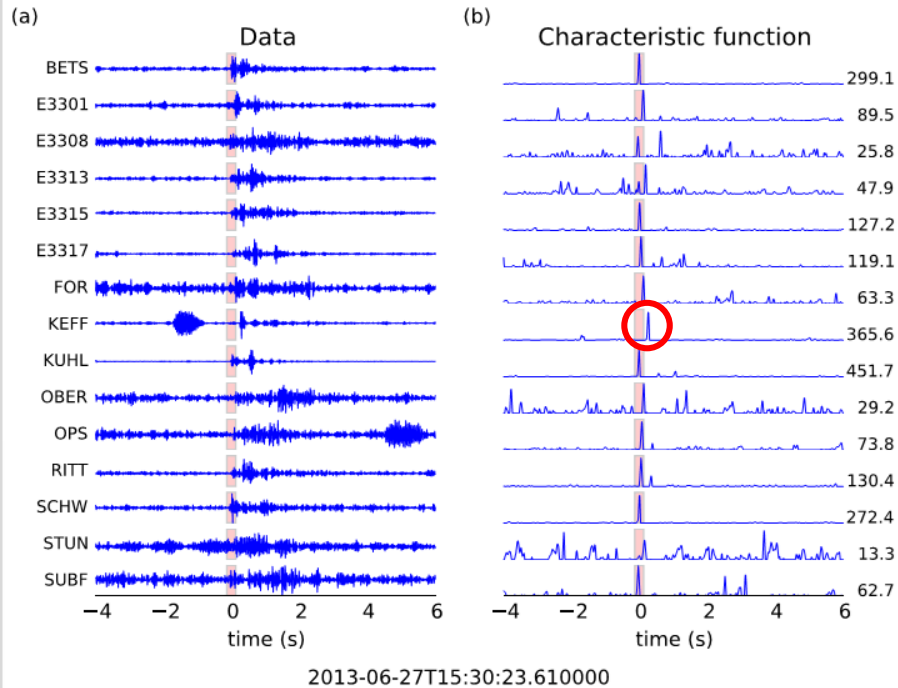 (a)
Data
BETS
E3301
E3308
E3313
E3315
E3317
FOR
KEFF
KUHL
OBER
OPS
RITT
SCHW
STUN
SUBF
−4 −2 0 2 4 6
time (s)
(b)
Characteristic function
299.1
89.5
25.8
47.9
127.2
119.1
63.3
365.6
451.7
29.2
73.8
130.4
272.4
13.3
62.7
−4 −2 0 2 4 6
time (s)
2013-06-27T15:30:23.610000